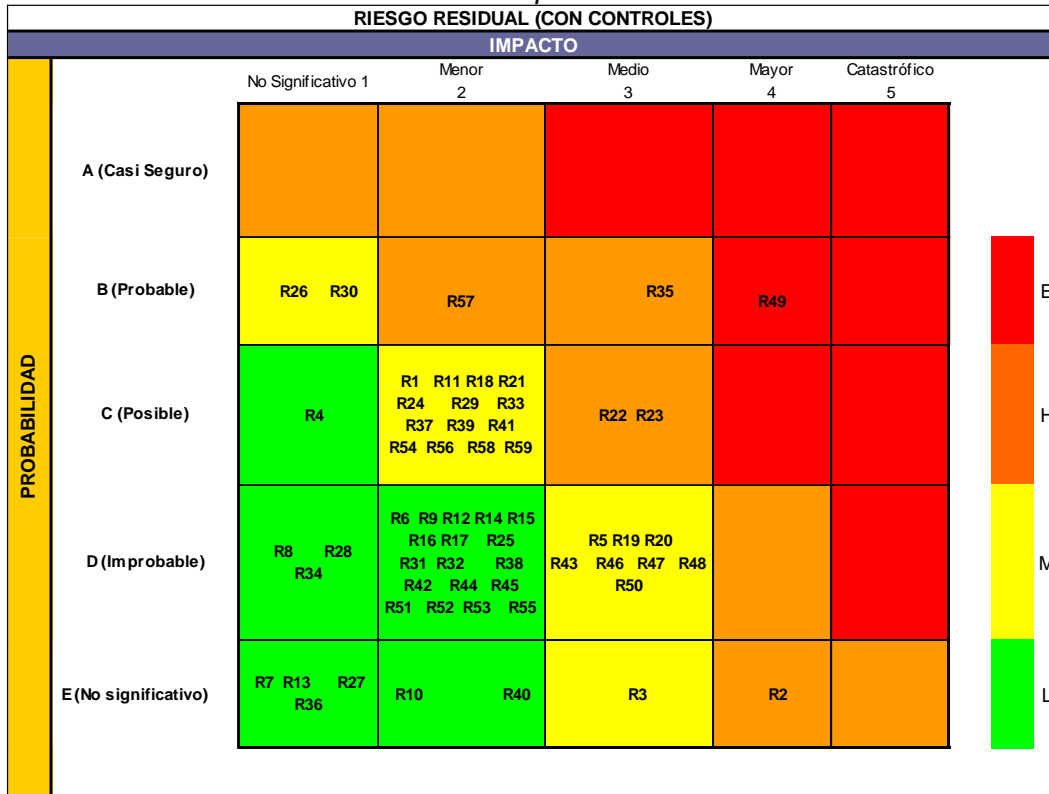 RIESGO RESIDUAL (CON CONTROLES)
IMPACTO
No Significativo 1
Menor
2
Medio
3
Mayor
4
Catastrófico
5
PROBABILIDAD
A (Casi Seguro)
B (Probable)
R26 R30
R57
R35
R49
C (Posible)
R4
R1 R11 R18 R21
R24 R29 R33
R37 R39 R41
R54 R56 R58 R59
R22 R23
D (Improbable)
R8 R28
R34
R6 R9 R12 R14 R15
R16 R17 R25
R31 R32 R38
R42 R44 R45
R51 R52 R53 R55
R5 R19 R20
R43 R46 R47 R48
R50
E (No significativo)
R7 R13 R27
R36
R10 R40
R3
R2
E
H
M
L